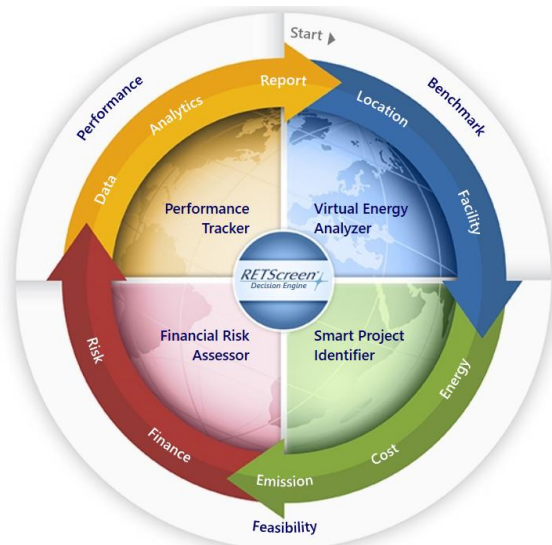 Start
Performance
Benchmark
Report
Analytics
Data
Location
Facility
Performance
Tracker
Virtual Energy
Analyzer
RETScreen
Decision Engine
Financial Risk
Assessor
Smart Project
Identifier
Risk
Finance
Energy
Cost
Emission
Feasibility